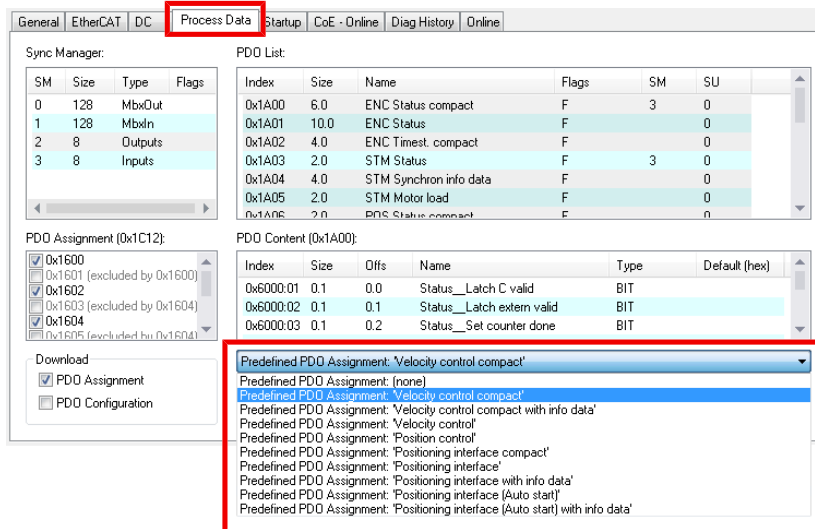 General EtherCAT DC Process Data Startup CoE - Online Diag History Online
Sync Manager:
SM Size Type Flags
0 128 MbxOut
1 128 MbxIn
2 8 Outputs
3 8 Inputs
PDO List:
Index Size Name Flags SM SU
0x1A00 6.0 ENC Status compact F 3 0
0x1A01 10.0 ENC Status F 0
0x1A02 4.0 ENC Timest. compact F 0
0x1A03 2.0 STM Status F 3 0
0x1A04 4.0 STM Synchron info data F 0
0x1A05 2.0 STM Motor load F 0
0x1A06 2.0 POS Status compact F 0
PDO Assignment (0x1C12):
0x1600
0x1601 (excluded by 0x1600)
0x1602
0x1603 (excluded by 0x1604)
0x1604
0x1605 (excluded by 0x1604)
PDO Content (0x1A00):
Index Size Offs Name Type Default (hex)
0x6000:01 0.1 0.0 Status__Latch C valid BIT
0x6000:02 0.1 0.1 Status__Latch extern valid BIT
0x6000:03 0.1 0.2 Status__Set counter done BIT
Download
PDO Assignment
PDO Configuration
Predefined PDO Assignment: 'Velocity control compact'
Predefined PDO Assignment: (none)
Predefined PDO Assignment: 'Velocity control compact'
Predefined PDO Assignment: 'Velocity control compact with info data'
Predefined PDO Assignment: 'Velocity control'
Predefined PDO Assignment: 'Position control'
Predefined PDO Assignment: 'Positioning interface compact'
Predefined PDO Assignment: 'Positioning interface'
Predefined PDO Assignment: 'Positioning interface with info data'
Predefined PDO Assignment: 'Positioning interface (Auto start)'
Predefined PDO Assignment: 'Positioning interface (Auto start) with info data'